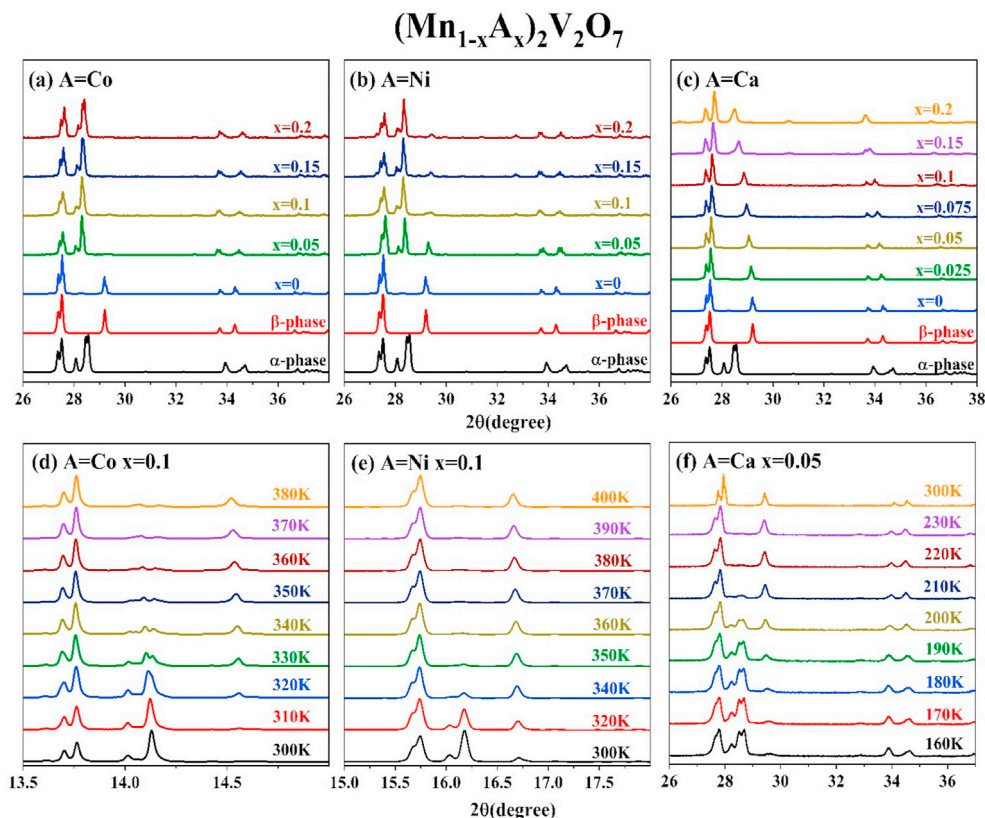 (Mn1-xAx)2V2O7
(a) A=Co
x=0.2
x=0.15
x=0.1
x=0.05
x=0
β-phase
α-phase
26 28 30 32 34 36
(b) A=Ni
x=0.2
x=0.15
x=0.1
x=0.05
x=0
β-phase
α-phase
26 28 30 32 34 36
2θ(degree)
(c) A=Ca
x=0.2
x=0.15
x=0.1
x=0.075
x=0.05
x=0.025
x=0
β-phase
α-phase
26 27 28 29 30 31 32 33 34 35 36 37 38
(d) A=Co x=0.1
380K
370K
360K
350K
340K
330K
320K
310K
300K
13.5 14.0 14.5
(e) A=Ni x=0.1
400K
390K
380K
370K
360K
350K
340K
320K
300K
15.0 15.5 16.0 16.5 17.0 17.5
2θ(degree)
(f) A=Ca x=0.05
300K
230K
220K
210K
200K
190K
180K
170K
160K
26 28 30 32 34 36